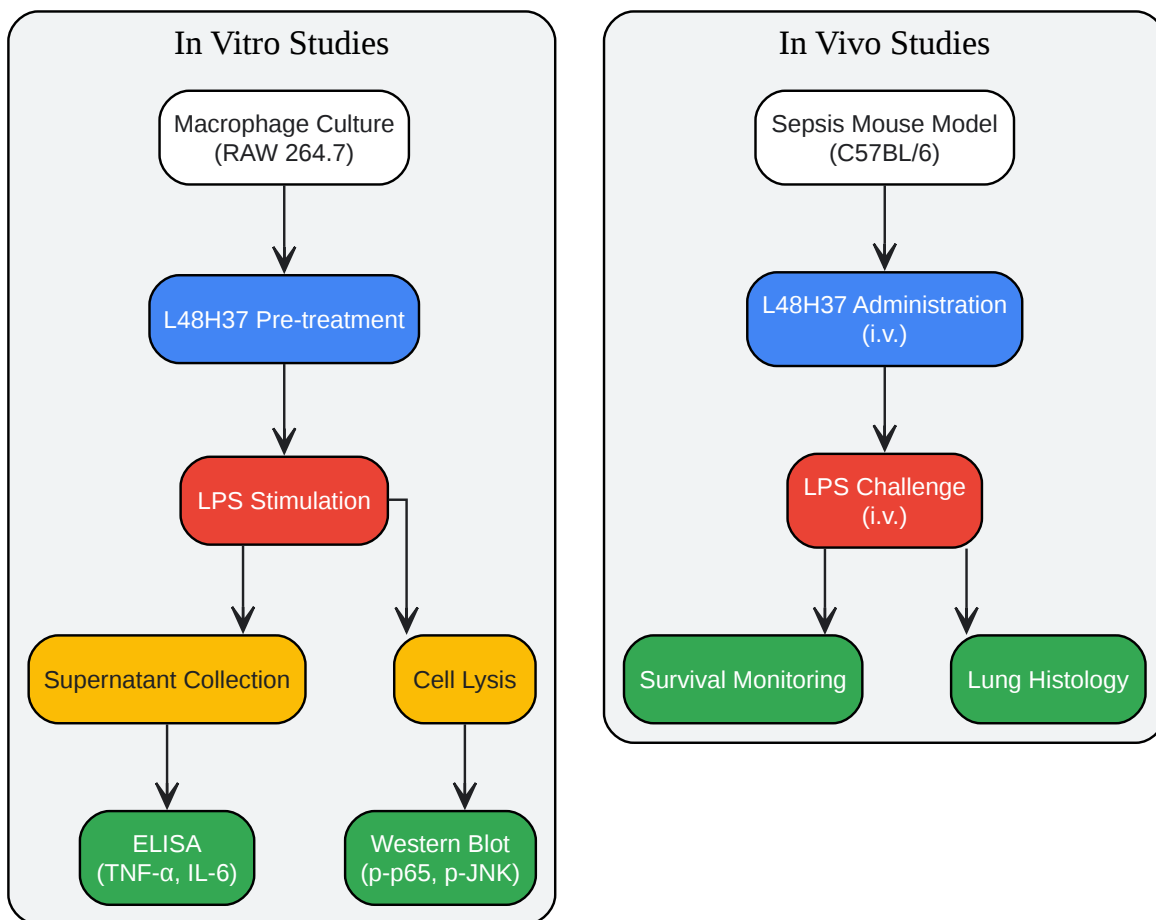 In Vitro Studies
Macrophage Culture
(RAW 264.7)
L48H37 Pre-treatment
LPS Stimulation
Supernatant Collection
Cell Lysis
ELISA
(TNF-α, IL-6)
Western Blot
(p-p65, p-JNK)
In Vivo Studies
Sepsis Mouse Model
(C57BL/6)
L48H37 Administration
(i.v.)
LPS Challenge
(i.v.)
Survival Monitoring
Lung Histology